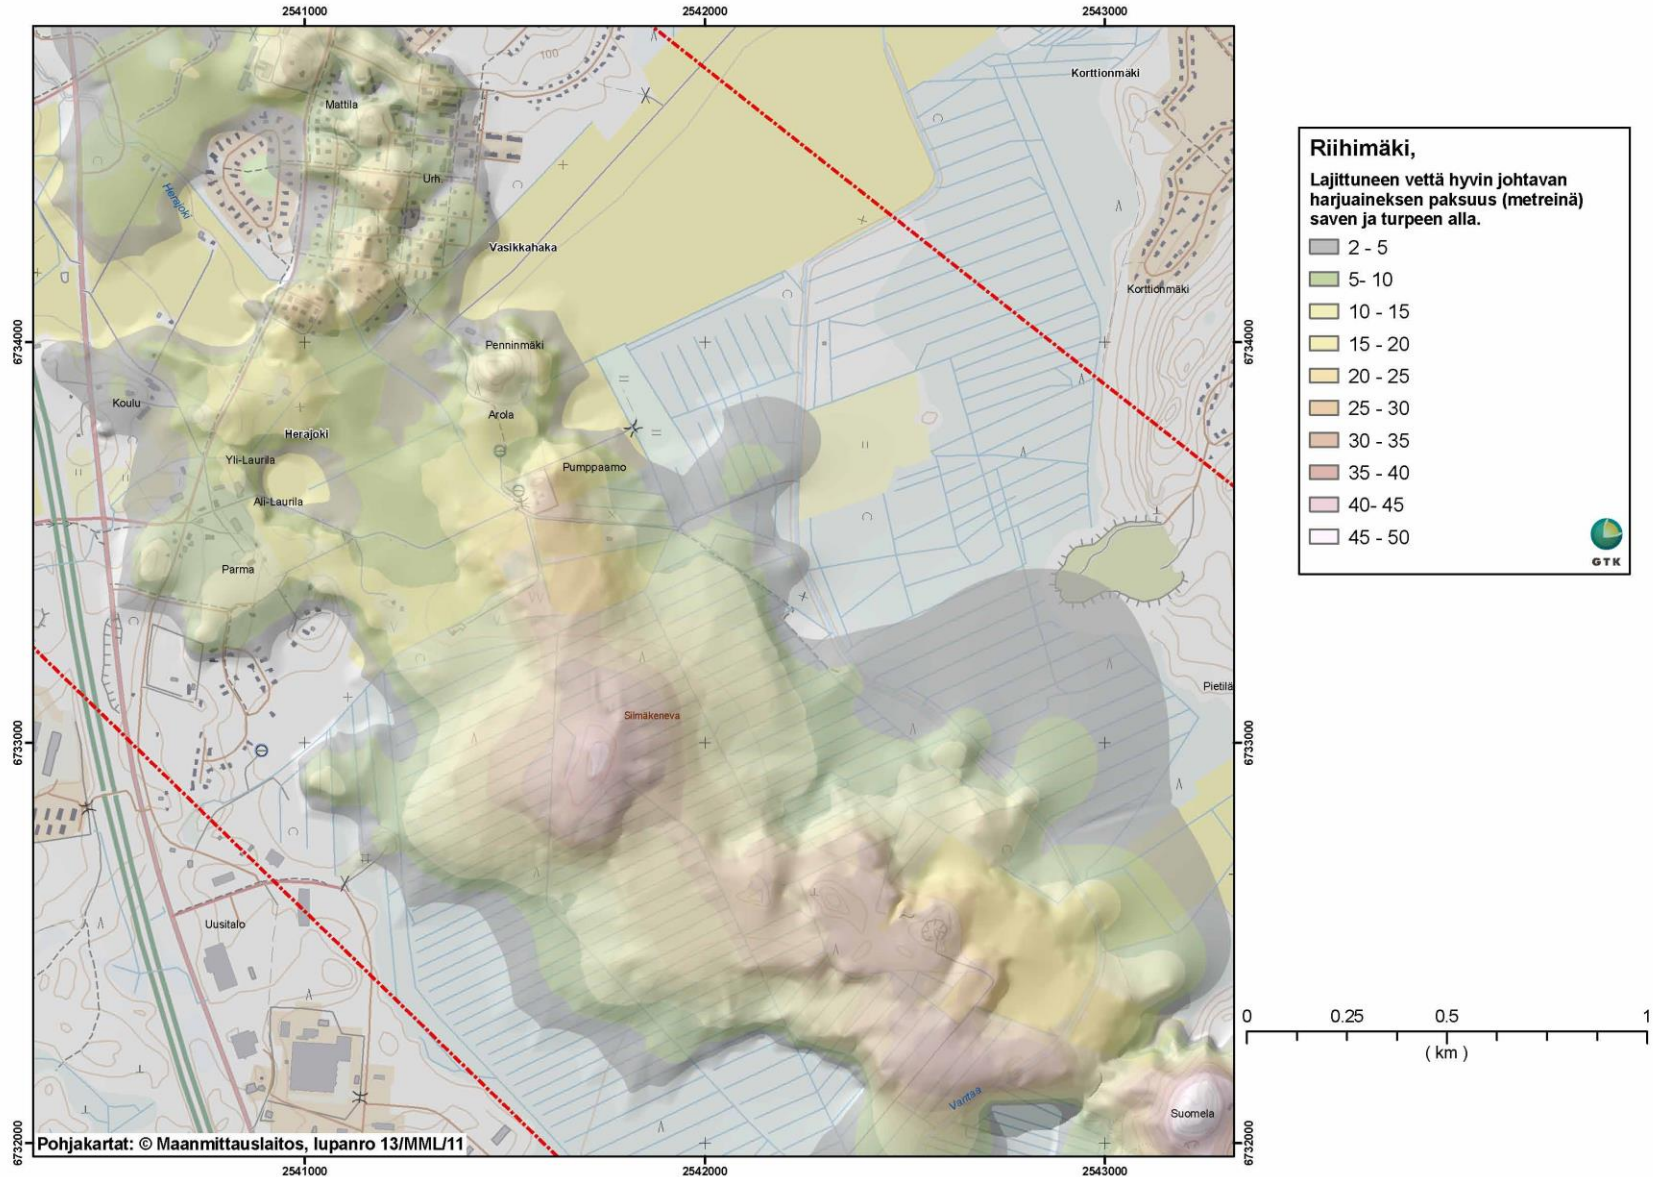 2541000
2542000
2543000
Korttionmäki
100
Mattila
Urh.
Herajoki
Vasikkahaka
Korttionmäki
6734000
6734000
Penninmäki
Koulu
Arola
Herajoki
Yli-Laurila
Pumppaamo
Ali-Laurila
Parma
Pietilä
Siimäkeneva
6733000
6733000
Uusitalo
Vantaa
Suomela
6732000
6732000
Pohjakartat: © Maanmittauslaitos, lupanro 13/MML/11
2541000
2542000
2543000
Riihimäki,
Lajittuneen vettä hyvin johtavan
harjuaineksen paksuus (metreinä)
saven ja turpeen alla.
2 - 5
5- 10
10 - 15
15 - 20
20 - 25
25 - 30
30 - 35
35 - 40
40- 45
45 - 50
GTK
0 0.25 0.5 1
( km )